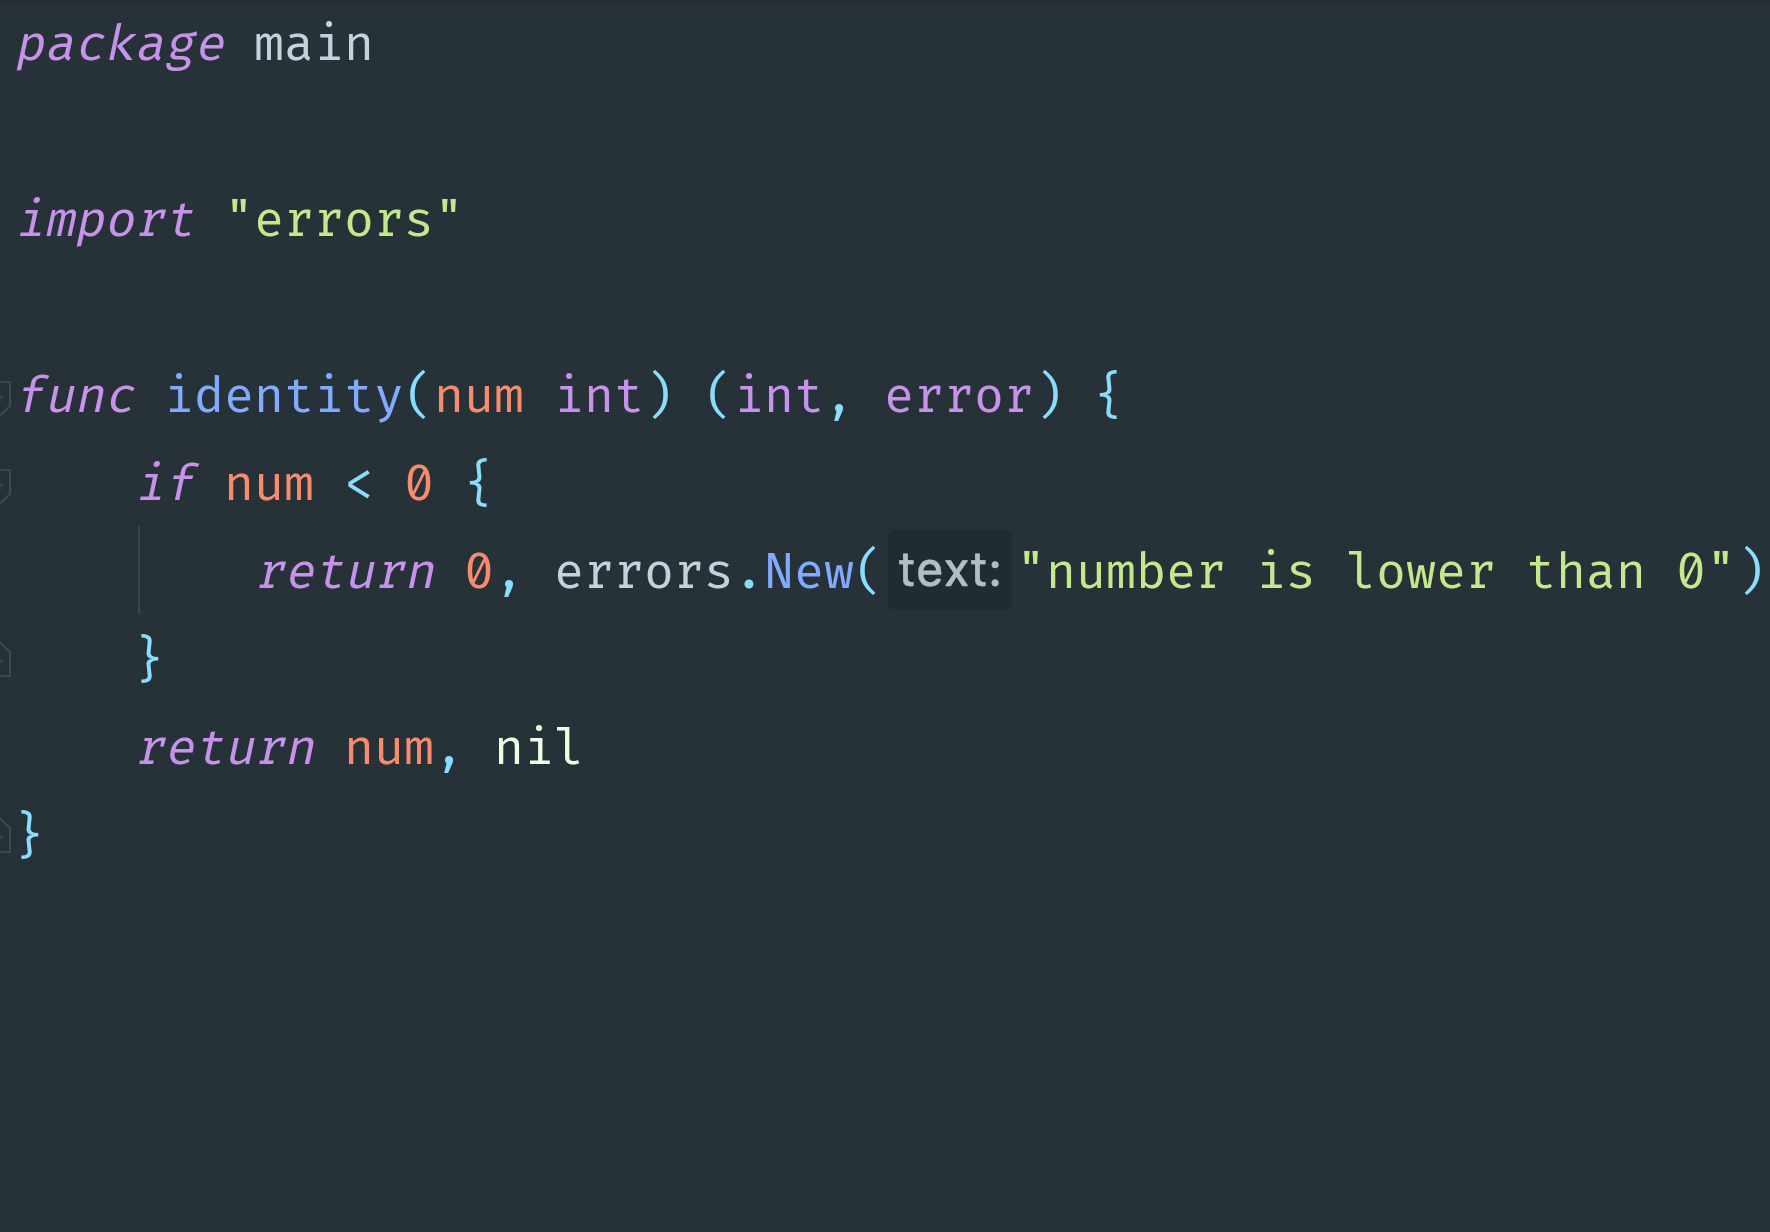 package main
import "errors"
func identity(num int) (int, error) {
if num < 0 {
return 0, errors.New( text: "number is lower than 0")
}
return num, nil
}